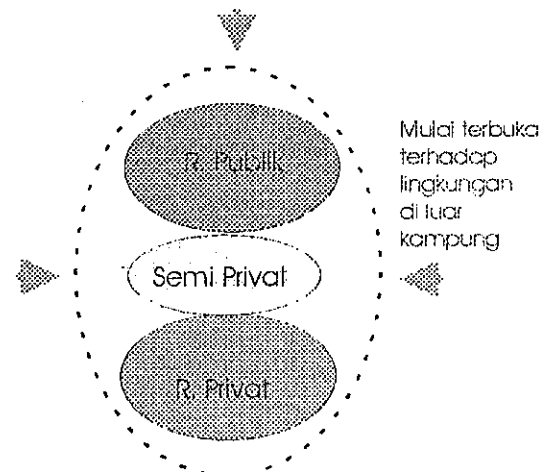 R. Publik
Mulai terbuka
terhadap
lingkungan
di luar
kampung
Semi Privat
R. Privat